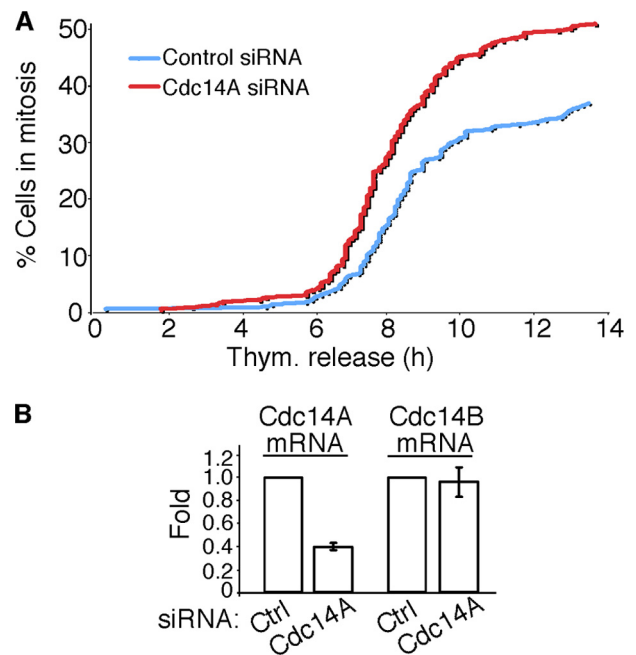 A
50
40
30
20
10
0
% Cells in mitosis
Control siRNA
Cdc14A siRNA
0 2 4 6 8 10 12 14
Thym. release (h)
B
Cdc14A Cdc14B
mRNA mRNA
1.2
1.0
0.8
0.6
0.4
0.2
0
Fold
siRNA: Ctrl Cdc14A Ctrl Cdc14A